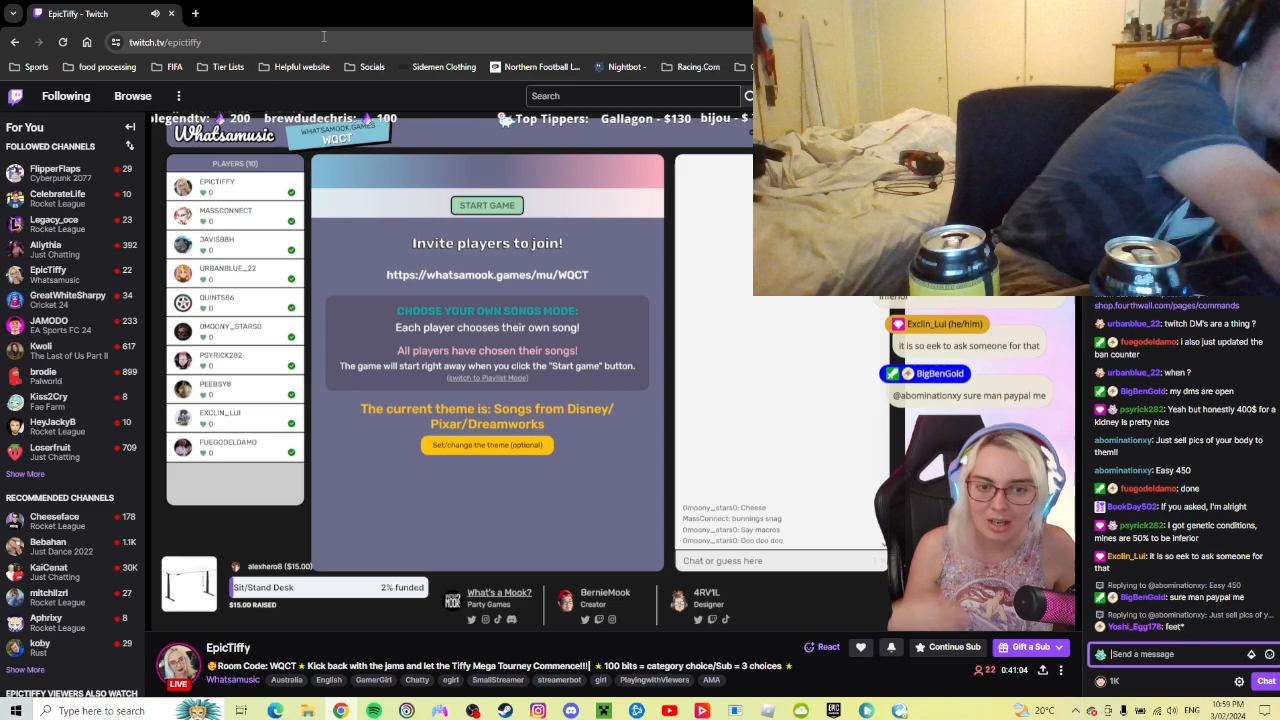 EpicTiffy - Twitch
twitch.tv/epictiffy
Sports
food processing
Tier List
Helpful website
Fifa
Socials
Sidemen Clothing
Northern Football L...
Nightbot -
Racing
Following
Browse
Search
legendtv: 200 brewdudechris: 100
Top Tippers: Gallagon - $130 bijou - $
Whatsamusic
WHATSAMOOK.GAMES
WQCT
For You
FOLLOWED CHANNELS
FlipperFlaps 29
Cyberpunk 2077
CelebrateLife 10
Rocket League
Legacy_oce 23
Rocket League
Aliythia 392
Just Chatting
EpicTiffy 22
Whatsamusic
GreatWhiteSharpy 34
Cricket 24
JAMODO 233
EA Sports FC 24
Kwoli 617
The Last of Us Part II
brodie 899
Palworld
Kiss2Cry 8
Fae Farm
HeyJackyB 10
Rocket League
Loserfruit 709
Just Chatting
Show More
RECOMMENDED CHANNELS
Cheeseface 178
Rocket League
BeBean 1.1K
Just Dance 2022
KaiCenat 30K
Just Chatting
mitchlizrl 27
Rocket League
Aphrixy 8
Rocket League
koby 29
Rust
Show More
EPICTIFFY VIEWERS ALSO WATCH
PLAYERS (10)
EPICTIFFY
0
MASSCONNECT
0
JAVIS88H
0
URBANBLUE_22
0
QUINTS86
0
0MOONY_STARS0
0
PSYRICK282
0
PEEBSY8
0
EXCLIN_LUI
0
FUEGODELDAMO
0
START GAME
Invite players to join!
https://whatsamook.games/mu/WQCT
CHOOSE YOUR OWN SONGS MODE:
Each player chooses their own song!
All players have chosen their songs!
The game will start right away when you click the "Start game" button.
(switch to Playlist Mode)
The current theme is: Songs from Disney/
Pixar/Dreamworks
Set/change the theme (optional)
0moony_stars0: Cheese
MassConnect: bunnings snag
0moony_stars0: Say macros
0moony_stars0: Doo doo doo
Chat or guess here
alexhero8 ($15.00)
Sit/Stand Desk 2% funded
$15.00 RAISED
What's a Mook?
Party Games
BernieMook
Creator
4RV1L
Designer
inferior
Exclin_Lui (he/him)
it is so eek to ask someone for that
BigBenGold
@abominationxy sure man paypal me
shop.fourthwall.com/pages/commands
urbanblue_22: twitch DM's are a thing ?
fuegodeldamo: i also just updated the
ban counter
urbanblue_22: when ?
BigBenGold: my dms are open
psyrick282: Yeah but honestly 400$ for a
kidney is pretty nice
abominationxy: Just sell pics of your body to
themll
abominationxy: Easy 450
fuegodeldamo: done
BookDay502: If you asked, I'm alright
psyrick282: I got genetic conditions,
mines are 50% to be inferior
Exclin_Lui: it is so eek to ask someone for
that
Replying to @abominationxy: Easy 450
BigBenGold: sure man paypal me
Replying to @abominationxy: Just sell pics of y...
Yoshi_Egg178: feet*
Send a message
1K
Chat
LIVE
EpicTiffy
Room Code: WQCT ★ Kick back with the jams and let the Tiffy Mega Tourney Commence!!! ★ 100 bits = category choice/Sub = 3 choices ★
Whatsamusic Australia English GamerGirl Chatty egirl SmallStreamer streamerbot girl PlayingwithViewers AMA
React
Continue Sub
Gift a Sub
22 0:41:04
Type here to search
20°C
10:59 PM
3/02/2024